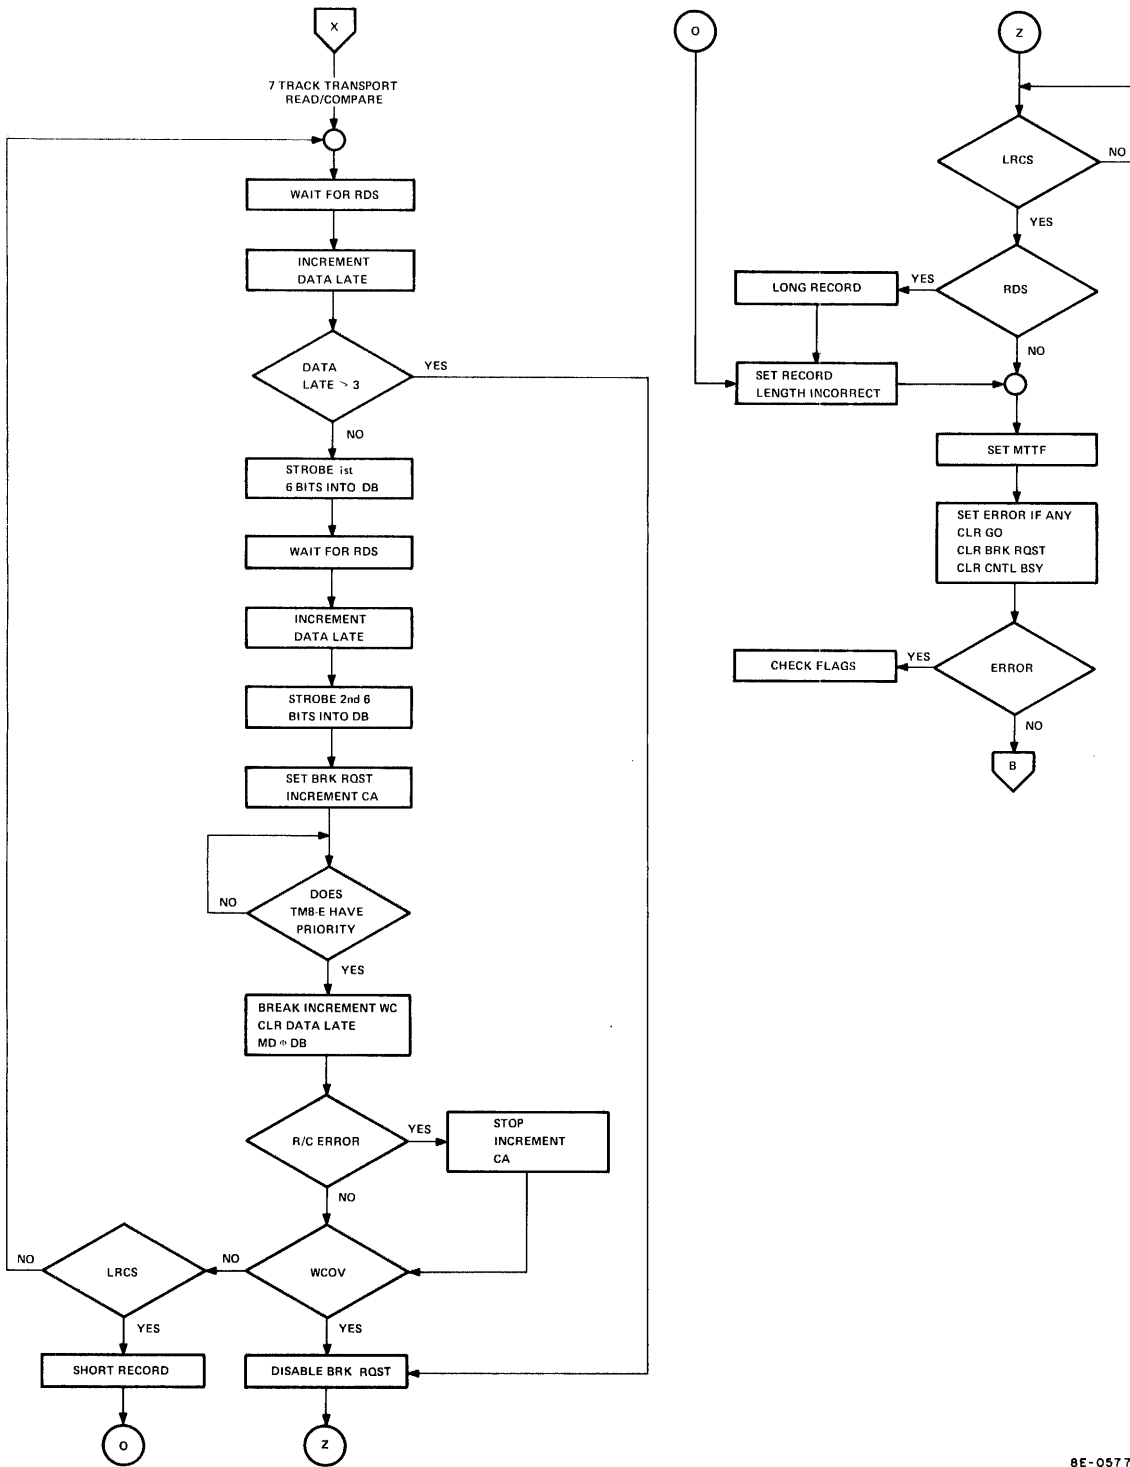 X
7 TRACK TRANSPORT
READ/COMPARE
WAIT FOR RDS
INCREMENT
DATA LATE
DATA
LATE > 3
YES
NO
STROBE 1st
6 BITS INTO DB
WAIT FOR RDS
INCREMENT
DATA LATE
STROBE 2nd 6
BITS INTO DB
SET BRK RQST
INCREMENT CA
DOES
TM8-E HAVE
PRIORITY
NO
YES
BREAK INCREMENT WC
CLR DATA LATE
MD DB
R/C ERROR
YES
STOP
INCREMENT
CA
NO
WCOV
NO
LRCS
NO
YES
YES
SHORT RECORD
DISABLE BRK RQST
O
Z
O
Z
LRCS
NO
YES
RDS
YES
LONG RECORD
NO
SET RECORD
LENGTH INCORRECT
SET MTTF
SET ERROR IF ANY
CLR GO
CLR BRK RQST
CLR CNTL BSY
ERROR
YES
CHECK FLAGS
NO
B
8E-0577